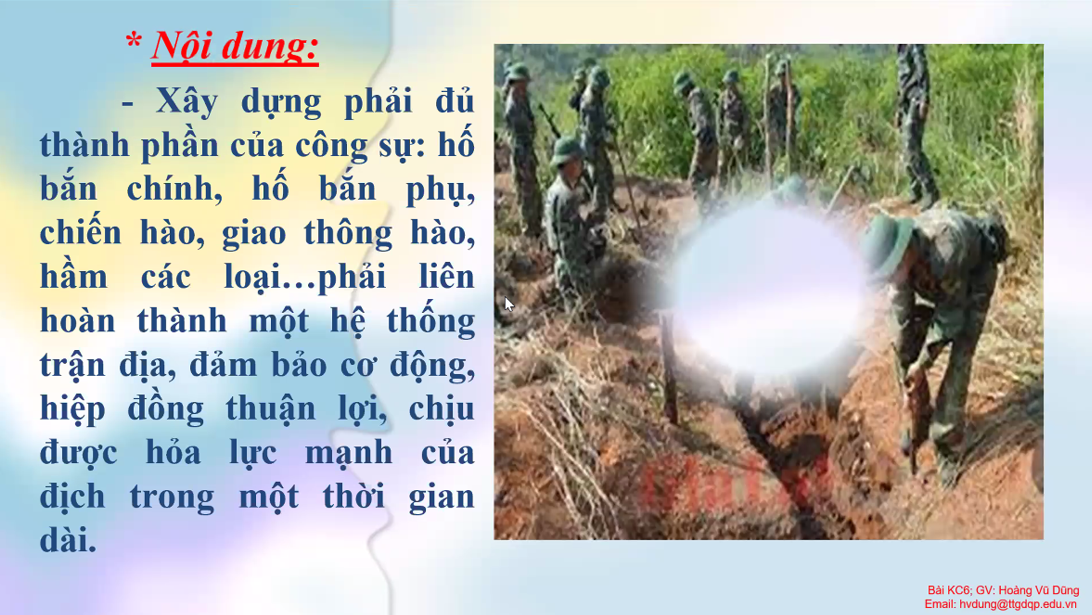 * Nội dung:
- Xây dựng phải đủ
thành phần của công sự: hố
bắn chính, hố bắn phụ,
chiến hào, giao thông hào,
hầm các loại…phải liên
hoàn thành một hệ thống
trận địa, đảm bảo cơ động,
hiệp đồng thuận lợi, chịu
được hỏa lực mạnh của
địch trong một thời gian
dài.
Bài KC6; GV: Hoàng Vũ Dũng
Email: hvdung@ttgdqp.edu.vn